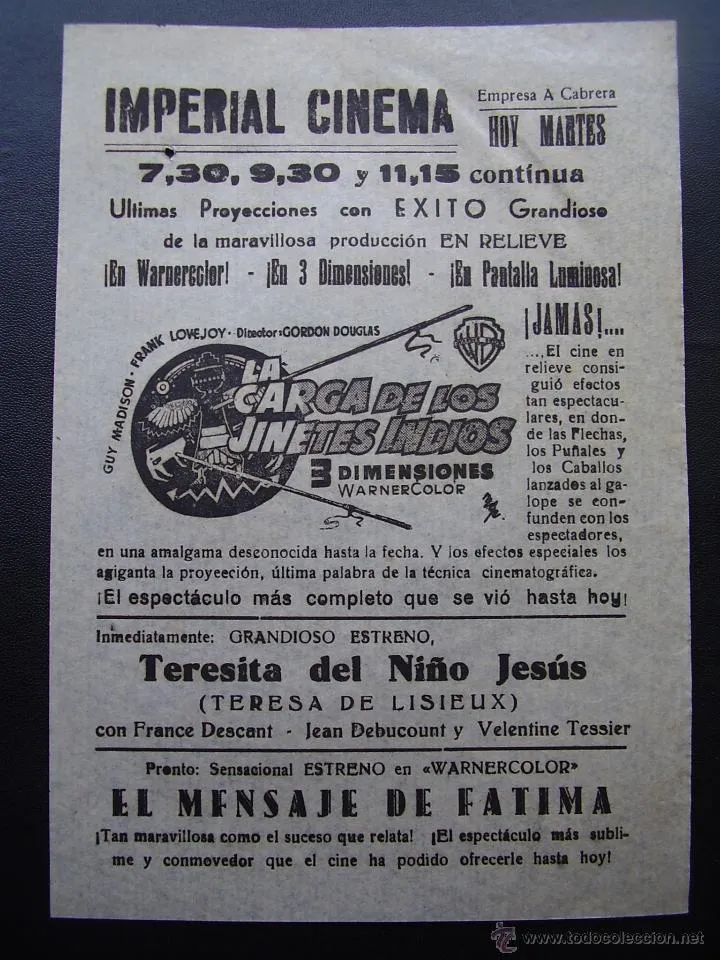 IMPERIAL CINEMA
Empresa A Cabrera
HOY MARTES
7,30, 9,30 y 11,15 contínua
Ultimas Proyecciones con EXITO Grandioso
de la maravillosa producción EN RELIEVE
¡En Warnercolor! - ¡En 3 Dimensiones! - ¡En Pantalla Luminosa!
GUY MADISON · FRANK LOVEJOY · Director: GORDON DOUGLAS
WB
LA
CARGA DE LOS
JINETES INDIOS
3 DIMENSIONES
WARNERCOLOR
¡JAMAS!....
....El cine en
relieve consi-
guió efectos
tan espectacu-
lares, en don-
de las Flechas,
los Puñales y
los Caballos
lanzados al ga-
lope se con-
funden con los
espectadores,
en una amalgama desconocida hasta la fecha. Y los efectos especiales los
agiganta la proyeeción, última palabra de la técnica cinematográfica.
¡El espectáculo más completo que se vió hasta hoy!
Inmediatamente: GRANDIOSO ESTRENO,
Teresita del Niño Jesús
(TERESA DE LISIEUX)
con France Descant - Jean Debucount y Velentine Tessier
Pronto: Sensacional ESTRENO en «WARNERCOLOR»
EL MENSAJE DE FATIMA
¡Tan maravillosa como el suceso que relata! ¡El espectáculo más subli-
me y conmovedor que el cine ha podido ofrecerle hasta hoy!
www.todocoleccion.net